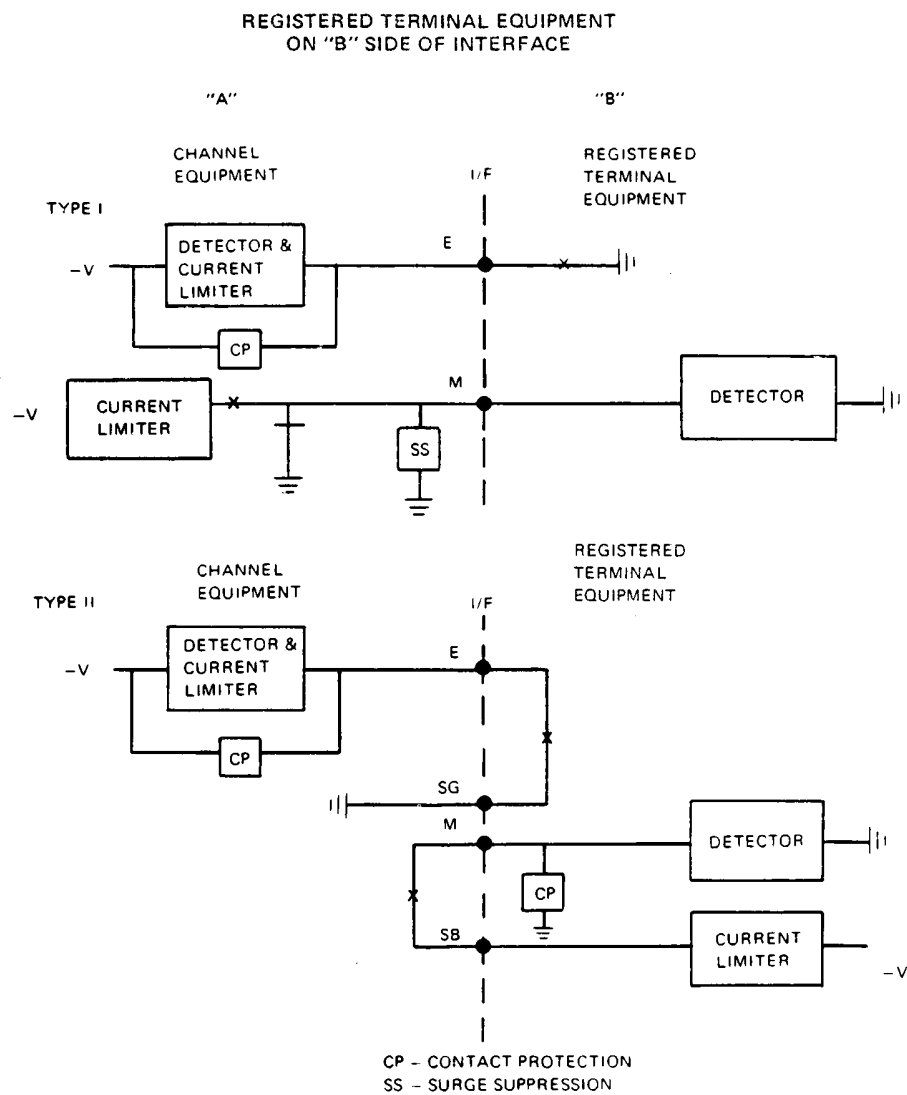 REGISTERED TERMINAL EQUIPMENT
ON "B" SIDE OF INTERFACE
"A"
"B"
CHANNEL
EQUIPMENT
I/F
REGISTERED
TERMINAL
EQUIPMENT
TYPE I
–V
DETECTOR &
CURRENT
LIMITER
E
CP
–V
CURRENT
LIMITER
M
SS
DETECTOR
TYPE II
CHANNEL
EQUIPMENT
I/F
REGISTERED
TERMINAL
EQUIPMENT
–V
DETECTOR &
CURRENT
LIMITER
E
CP
SG
M
DETECTOR
CP
SB
CURRENT
LIMITER
–V
CP – CONTACT PROTECTION
SS – SURGE SUPPRESSION